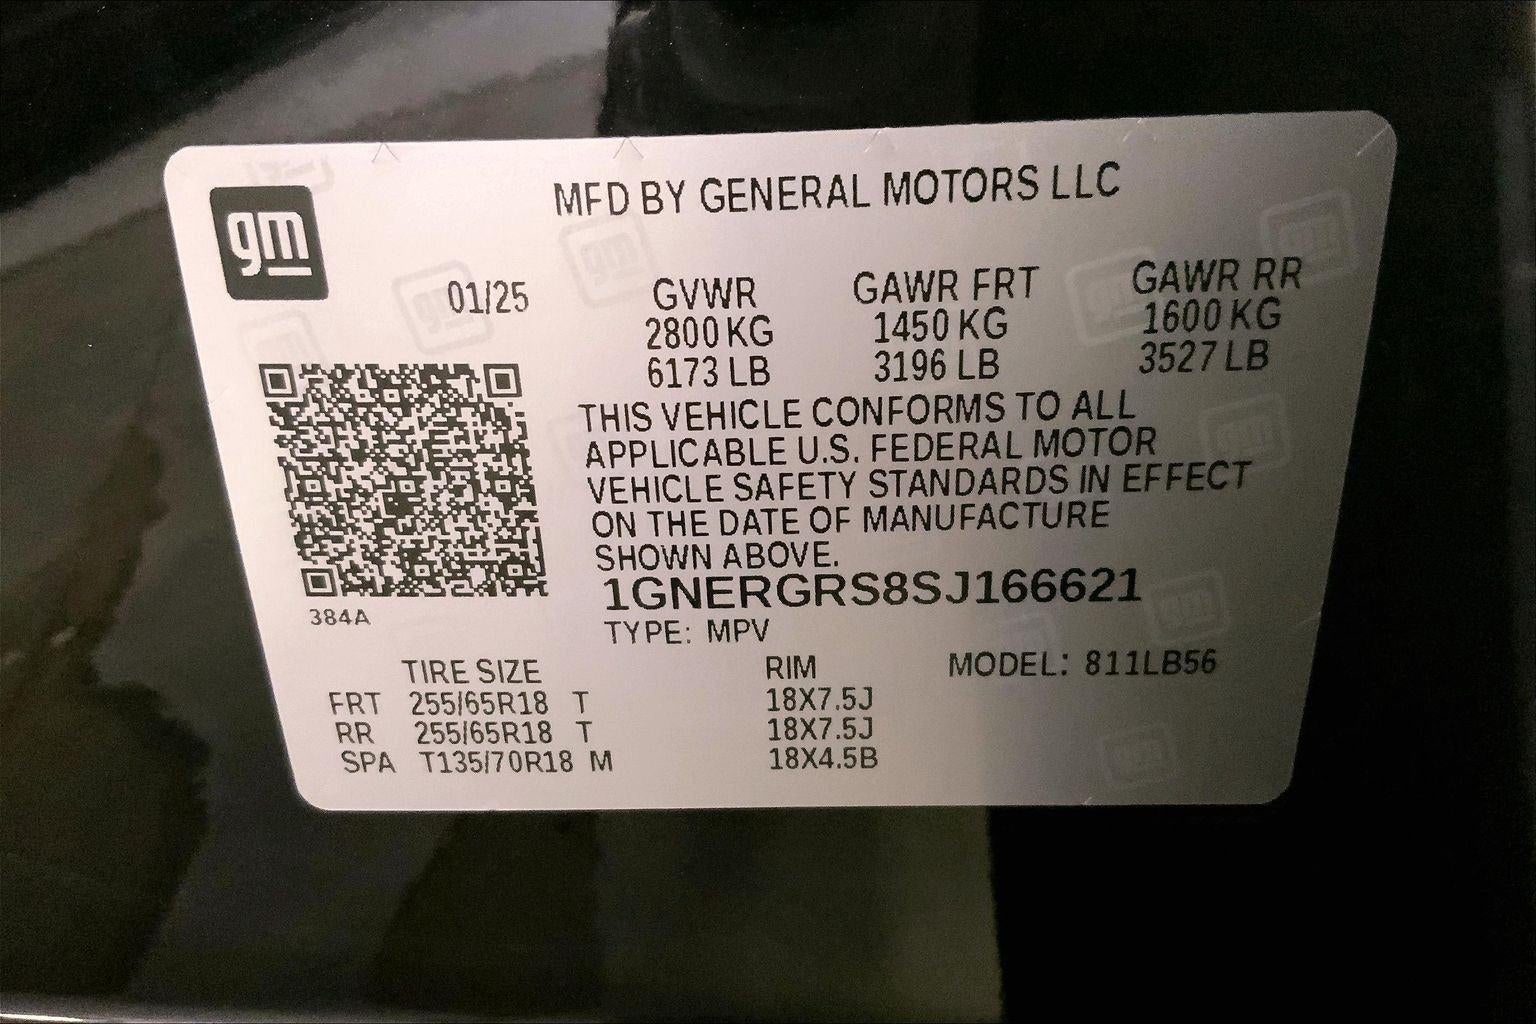 gm
MFD BY GENERAL MOTORS LLC
01/25 GVWR GAWR FRT GAWR RR
2800 KG 1450 KG 1600 KG
6173 LB 3196 LB 3527 LB
THIS VEHICLE CONFORMS TO ALL
APPLICABLE U.S. FEDERAL MOTOR
VEHICLE SAFETY STANDARDS IN EFFECT
ON THE DATE OF MANUFACTURE
SHOWN ABOVE.
1GNERGRS8SJ166621
384A
TYPE: MPV
TIRE SIZE RIM MODEL: 811LB56
FRT 255/65R18 T 18X7.5J
RR 255/65R18 T 18X7.5J
SPA T135/70R18 M 18X4.5B